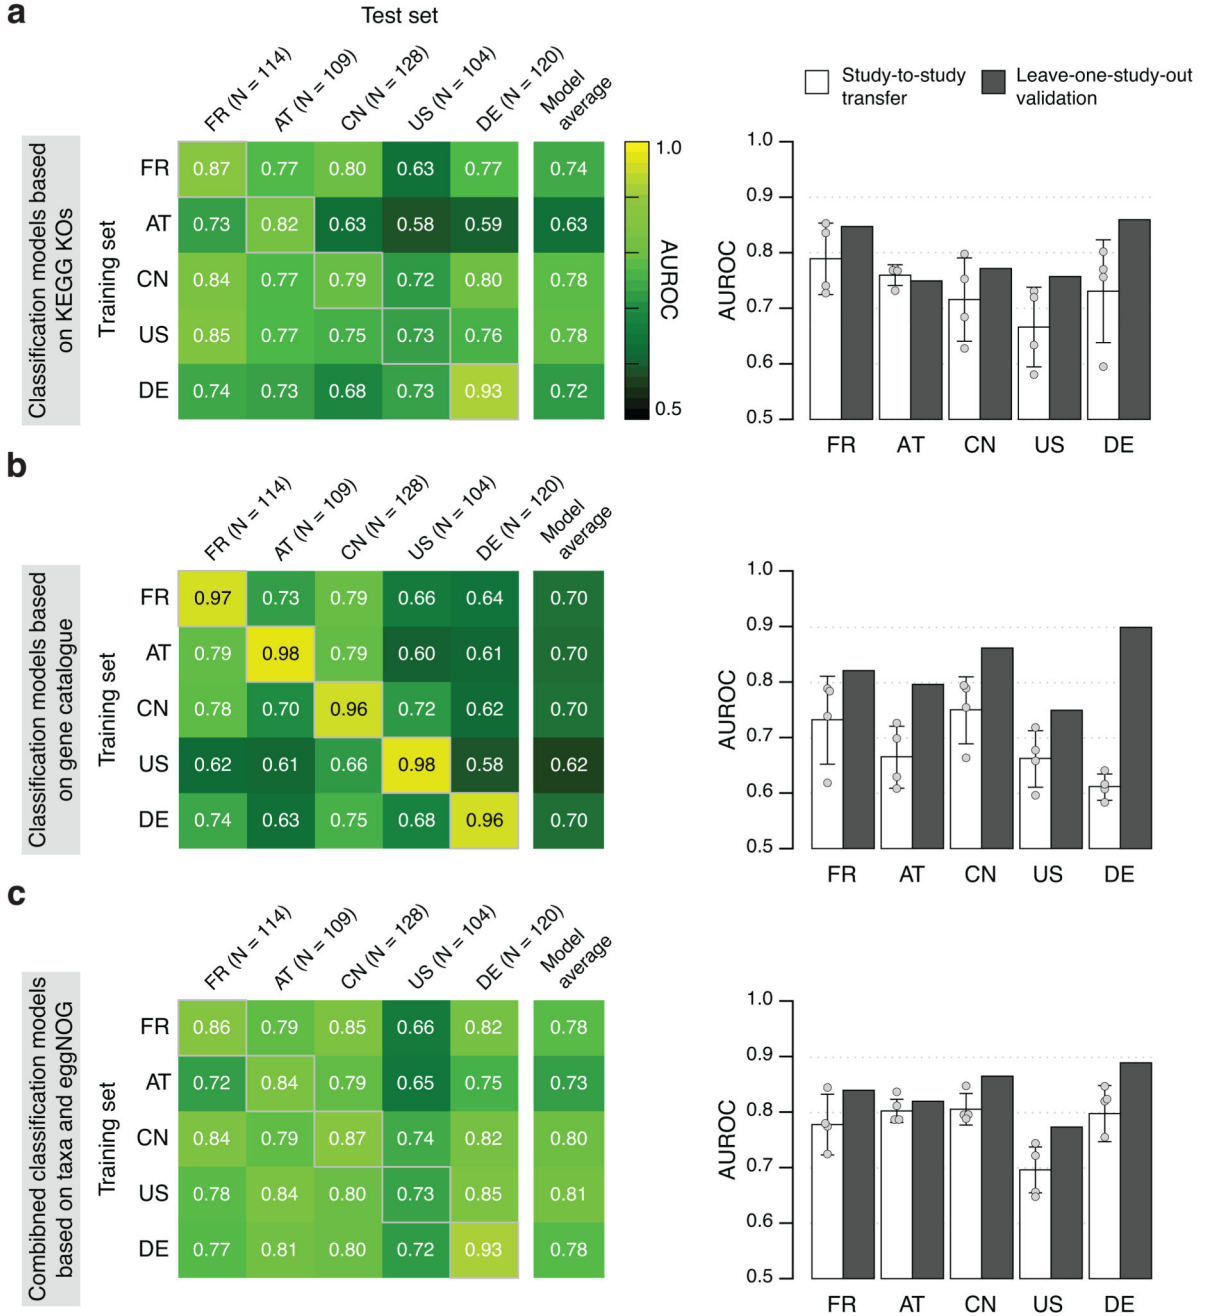 a
Test set
FR (N = 114)
AT (N = 109)
CN (N = 128)
US (N = 104)
DE (N = 120)
Model
average
Classification models based
on KEGG KOs
Training set
FR 0.87 0.77 0.80 0.63 0.77 0.74
AT 0.73 0.82 0.63 0.58 0.59 0.63
CN 0.84 0.77 0.79 0.72 0.80 0.78
US 0.85 0.77 0.75 0.73 0.76 0.78
DE 0.74 0.73 0.68 0.73 0.93 0.72
1.0
AUROC
0.5
Study-to-study
transfer
Leave-one-study-out
validation
AUROC
1.0
0.9
0.8
0.7
0.6
0.5
FR AT CN US DE
b
FR (N = 114)
AT (N = 109)
CN (N = 128)
US (N = 104)
DE (N = 120)
Model
average
Classification models based
on gene catalogue
Training set
FR 0.97 0.73 0.79 0.66 0.64 0.70
AT 0.79 0.98 0.79 0.60 0.61 0.70
CN 0.78 0.70 0.96 0.72 0.62 0.70
US 0.62 0.61 0.66 0.98 0.58 0.62
DE 0.74 0.63 0.75 0.68 0.96 0.70
AUROC
1.0
0.9
0.8
0.7
0.6
0.5
FR AT CN US DE
c
FR (N = 114)
AT (N = 109)
CN (N = 128)
US (N = 104)
DE (N = 120)
Model
average
Combibned classification models
based on taxa and eggNOG
Training set
FR 0.86 0.79 0.85 0.66 0.82 0.78
AT 0.72 0.84 0.79 0.65 0.75 0.73
CN 0.84 0.79 0.87 0.74 0.82 0.80
US 0.78 0.84 0.80 0.73 0.85 0.81
DE 0.77 0.81 0.80 0.72 0.93 0.78
AUROC
1.0
0.9
0.8
0.7
0.6
0.5
FR AT CN US DE